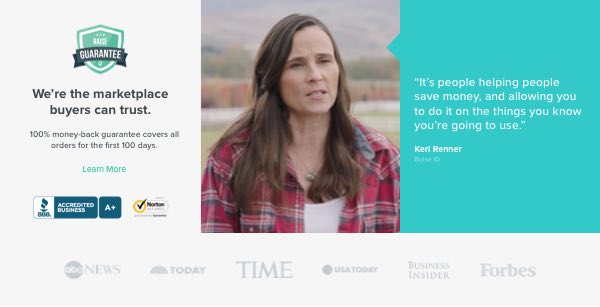 RAISE
GUARANTEE
We're the marketplace
buyers can trust.
100% money-back guarantee covers all
orders for the first 100 days.
Learn More
BBB.
ACCREDITED
BUSINESS
A+
Norton
"It's people helping people
save money, and allowing you
to do it on the things you know
you're going to use."
Keri Renner
Boise ID
abc NEWS
TODAY
TIME
USA TODAY
BUSINESS
INSIDER
Forbes